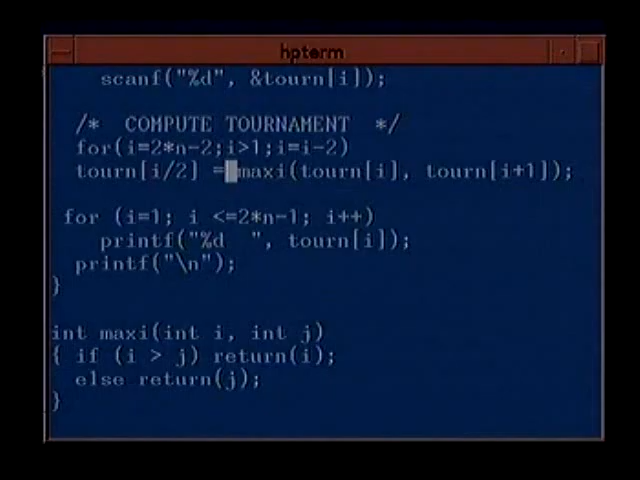 hpterm
scanf("%d", &tourn[i]);
/* COMPUTE TOURNAMENT */
for(i=2*n-2;i>1;i=i-2)
tourn[i/2] = maxi(tourn[i], tourn[i+1]);
for (i=1; i <=2*n-1; i++)
printf("%d ", tourn[i]);
printf("\n");
}
int maxi(int i, int j)
{ if (i > j) return(i);
else return(j);
}